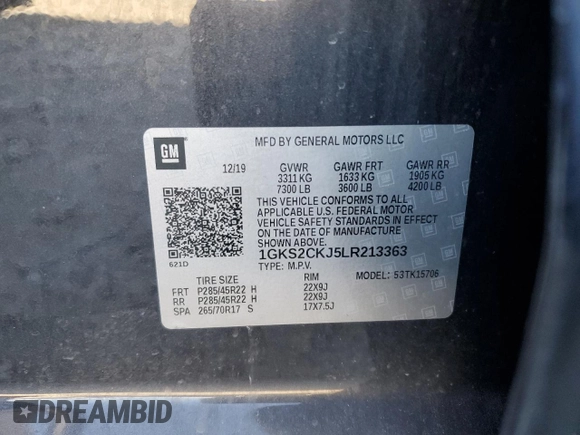 GM
MFD BY GENERAL MOTORS LLC
12/19 GVWR GAWR FRT GAWR RR
3311 KG 1633 KG 1905 KG
7300 LB 3600 LB 4200 LB
THIS VEHICLE CONFORMS TO ALL
APPLICABLE U.S. FEDERAL MOTOR
VEHICLE SAFETY STANDARDS IN EFFECT
ON THE DATE OF MANUFACTURE
SHOWN ABOVE.
621D
1GKS2CKJ5LR213363
TYPE: M.P.V. MODEL: 53TK15706
TIRE SIZE RIM
FRT P285/45R22 H 22X9J
RR P285/45R22 H 22X9J
SPA 265/70R17 S 17X7.5J
DREAMBID